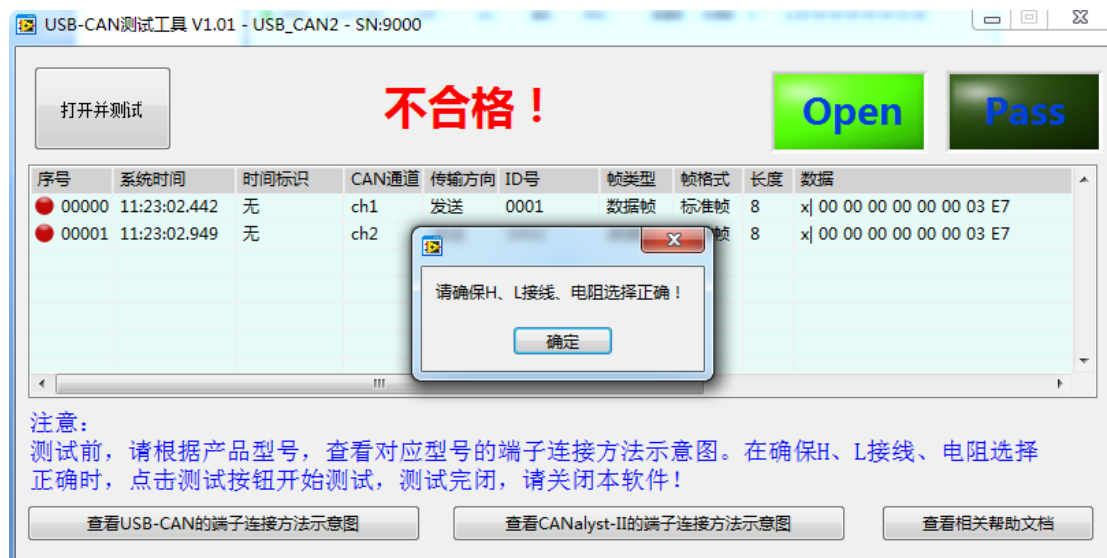 USB-CAN测试工具 V1.01 - USB_CAN2 - SN:9000
打开并测试
不合格！
Open
Pass
序号 系统时间 时间标识 CAN通道 传输方向 ID号 帧类型 帧格式 长度 数据
00000 11:23:02.442 无 ch1 发送 0001 数据帧 标准帧 8 x| 00 00 00 00 00 00 03 E7
00001 11:23:02.949 无 ch2 帧 8 x| 00 00 00 00 00 00 03 E7
请确保H、L接线、电阻选择正确！
确定
注意：
测试前，请根据产品型号，查看对应型号的端子连接方法示意图。在确保H、L接线、电阻选择
正确时，点击测试按钮开始测试，测试完闭，请关闭本软件！
查看USB-CAN的端子连接方法示意图
查看CANalyst-II的端子连接方法示意图
查看相关帮助文档